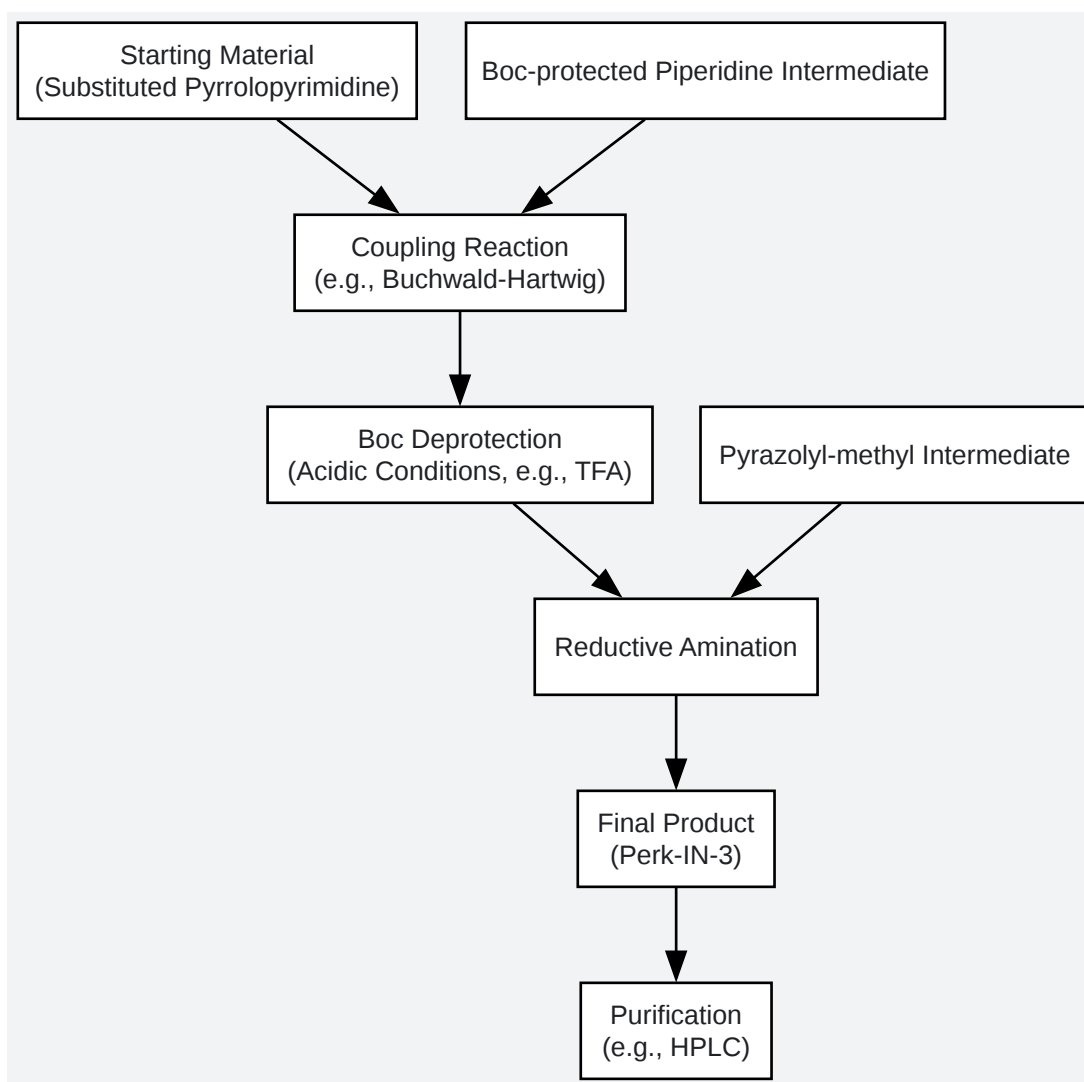 Starting Material
(Substituted Pyrrolopyrimidine)
Boc-protected Piperidine Intermediate
Coupling Reaction
(e.g., Buchwald-Hartwig)
Boc Deprotection
(Acidic Conditions, e.g., TFA)
Pyrazolyl-methyl Intermediate
Reductive Amination
Final Product
(Perk-IN-3)
Purification
(e.g., HPLC)